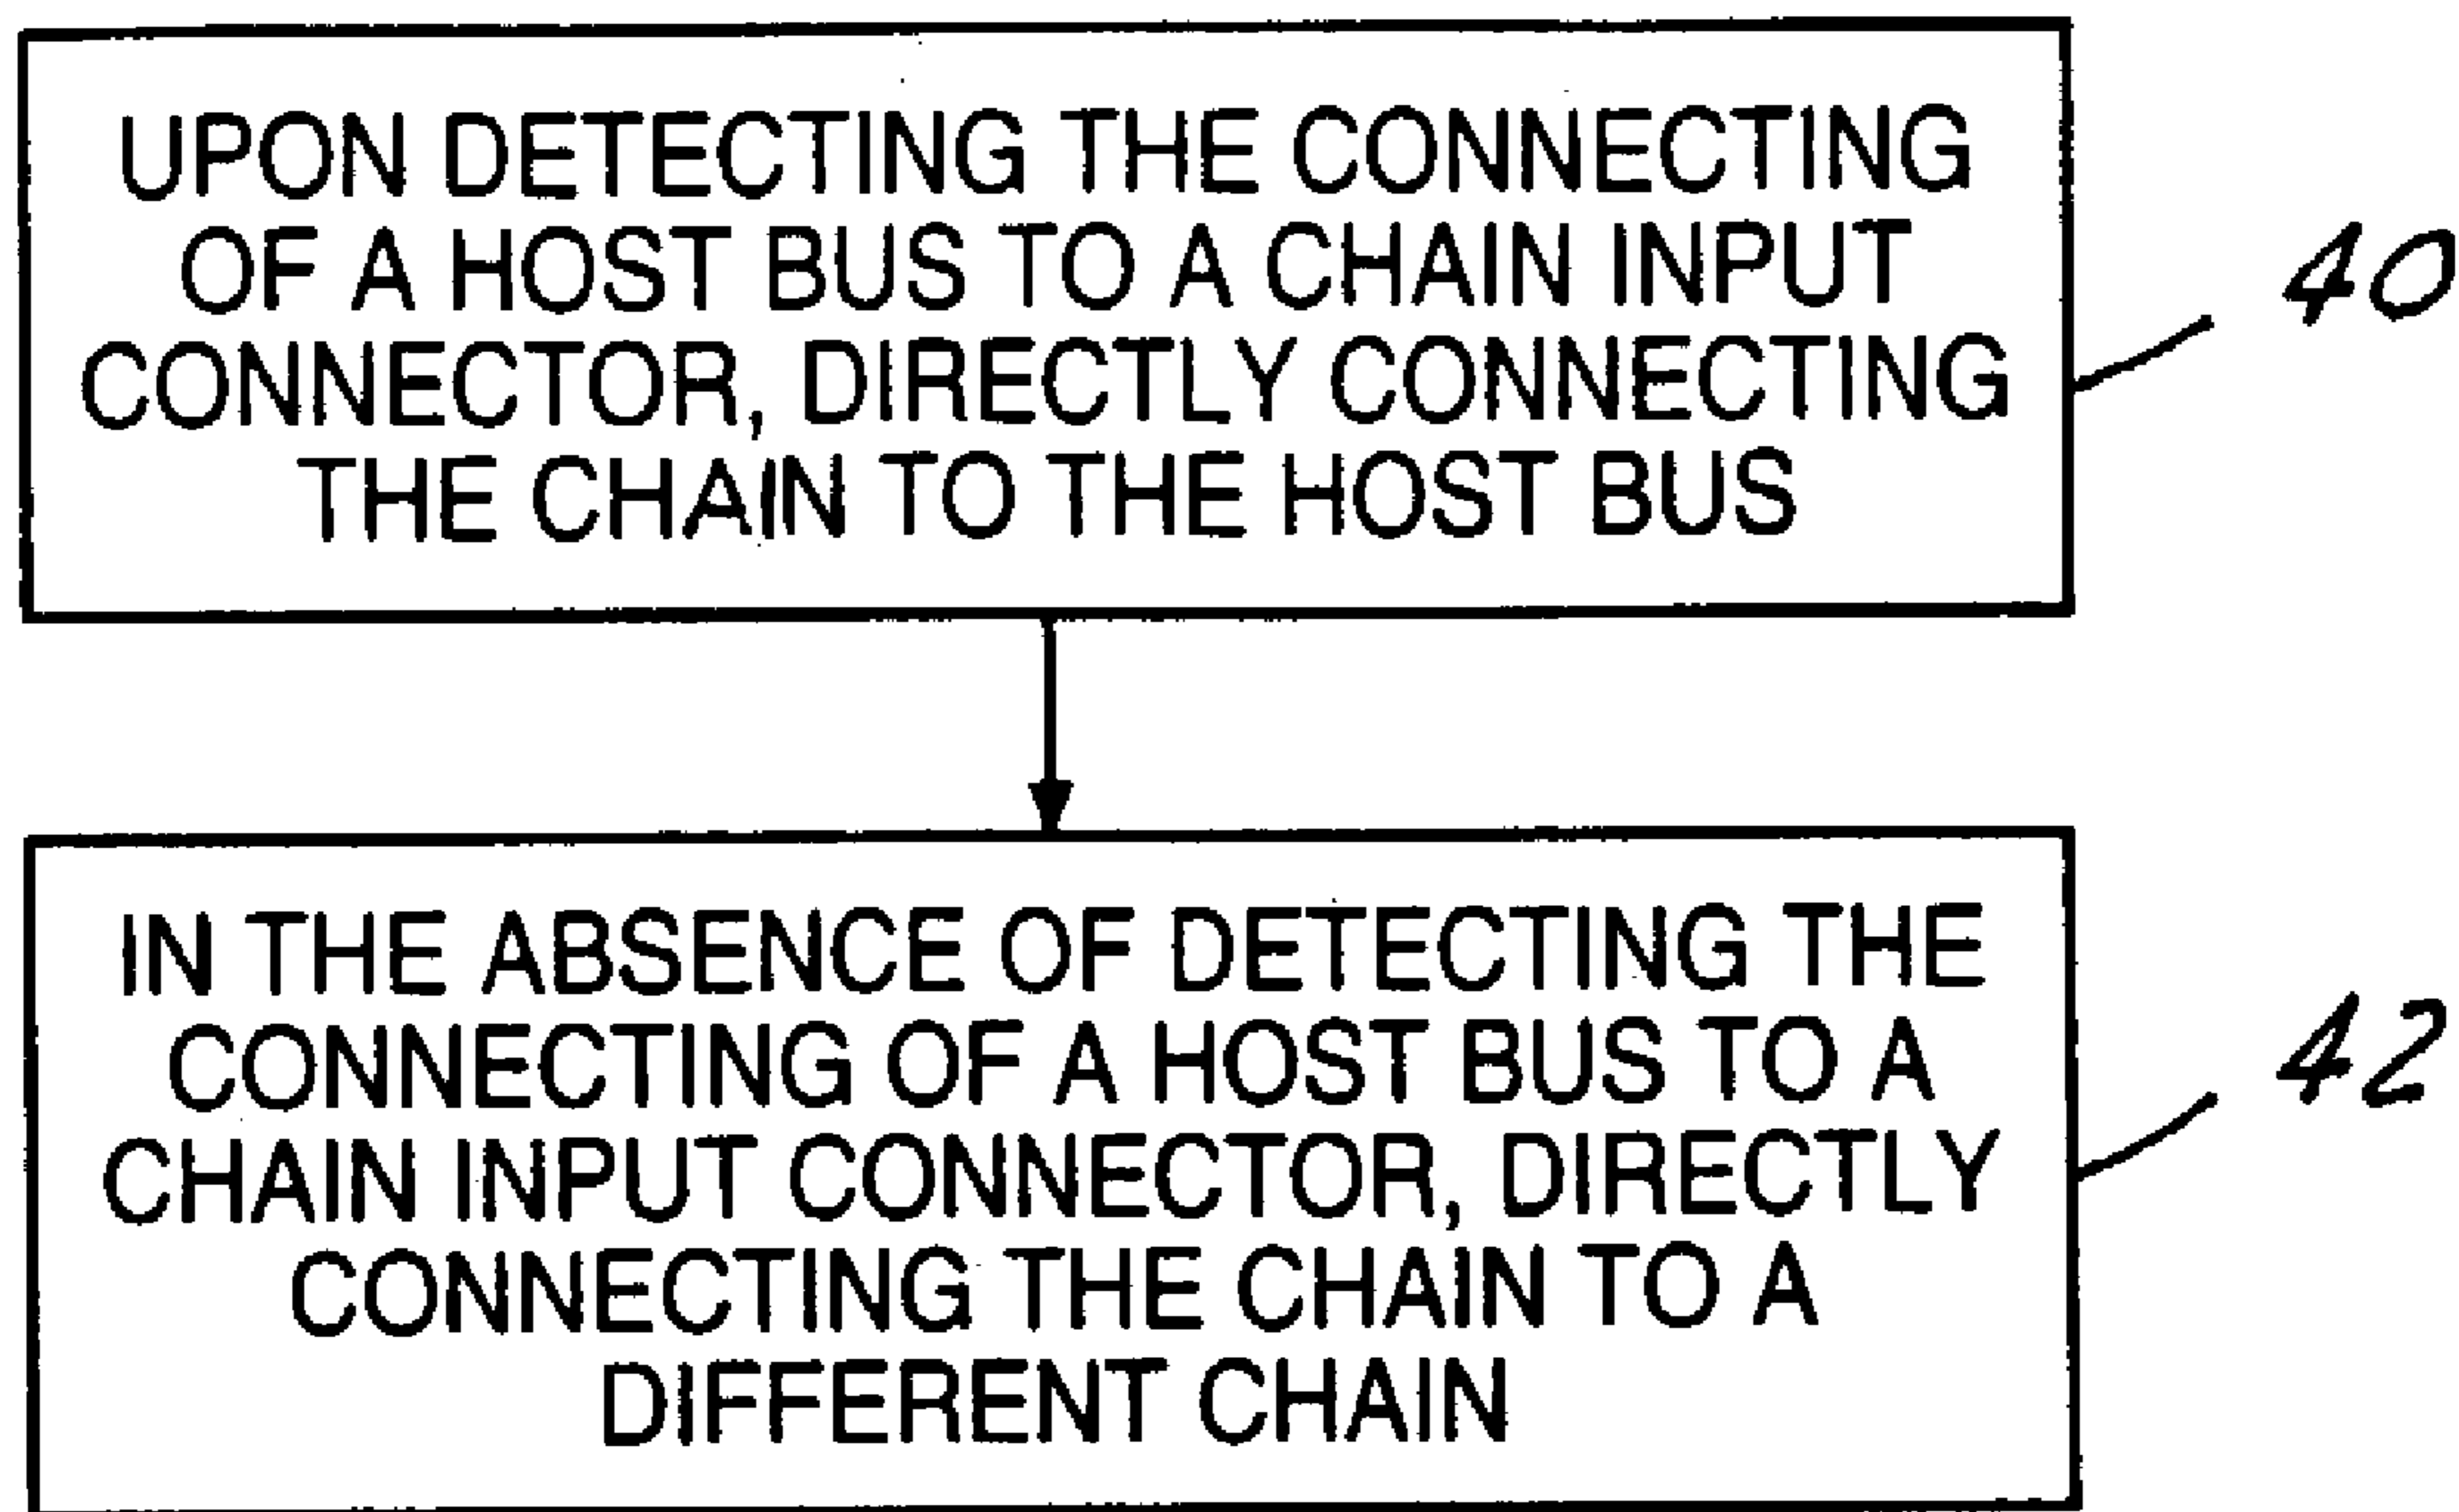 UPON DETECTING THE CONNECTING
OF A HOST BUS TO A CHAIN INPUT
CONNECTOR, DIRECTLY CONNECTING
THE CHAIN TO THE HOST BUS
40
IN THE ABSENCE OF DETECTING THE
CONNECTING OF A HOST BUS TO A
CHAIN INPUT CONNECTOR, DIRECTLY
CONNECTING THE CHAIN TO A
DIFFERENT CHAIN
42